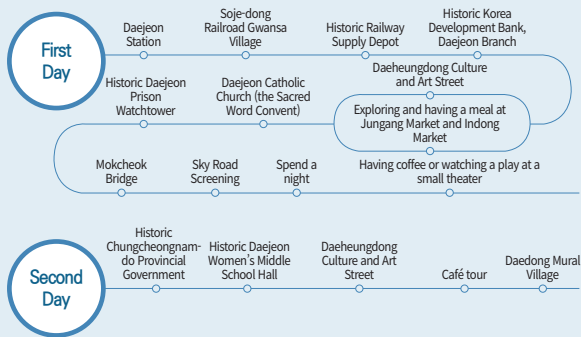 First
Day
Daejeon
Station
Soje-dong
Railroad Gwansa
Village
Historic Railway
Supply Depot
Historic Korea
Development Bank,
Daejeon Branch
Daeheungdong Culture
and Art Street
Exploring and having a meal at
Jungang Market and Indong
Market
Daejeon Catholic
Church (the Sacred
Word Convent)
Historic Daejeon
Prison
Watchtower
Mokcheok
Bridge
Sky Road
Screening
Spend a
night
Having coffee or watching a play at a
small theater
Second
Day
Historic
Chungcheongnam-
do Provincial
Government
Historic Daejeon
Women's Middle
School Hall
Daeheungdong
Culture and Art
Street
Café tour
Daedong Mural
Village